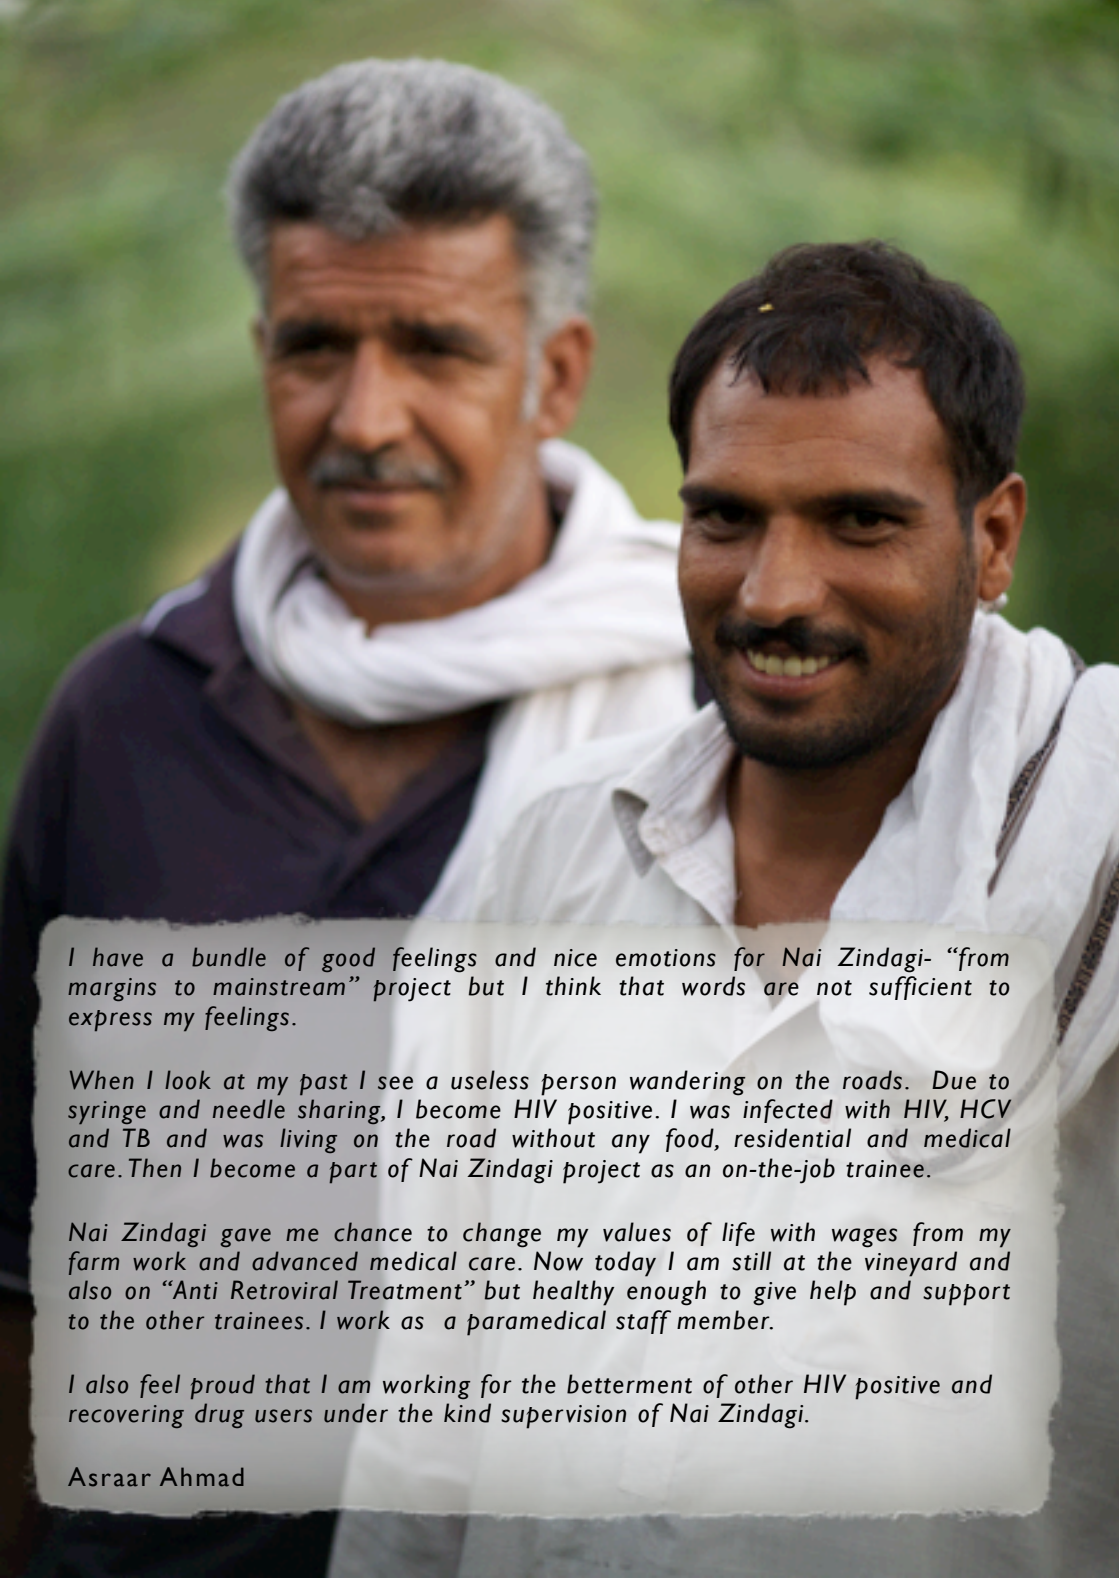 I have a bundle of good feelings and nice emotions for Nai Zindagi- “from
margins to mainstream” project but I think that words are not sufficient to
express my feelings.
When I look at my past I see a useless person wandering on the roads. Due to
syringe and needle sharing, I become HIV positive. I was infected with HIV, HCV
and TB and was living on the road without any food, residential and medical
care. Then I become a part of Nai Zindagi project as an on-the-job trainee.
Nai Zindagi gave me chance to change my values of life with wages from my
farm work and advanced medical care. Now today I am still at the vineyard and
also on “Anti Retroviral Treatment” but healthy enough to give help and support
to the other trainees. I work as a paramedical staff member.
I also feel proud that I am working for the betterment of other HIV positive and
recovering drug users under the kind supervision of Nai Zindagi.
Asraar Ahmad